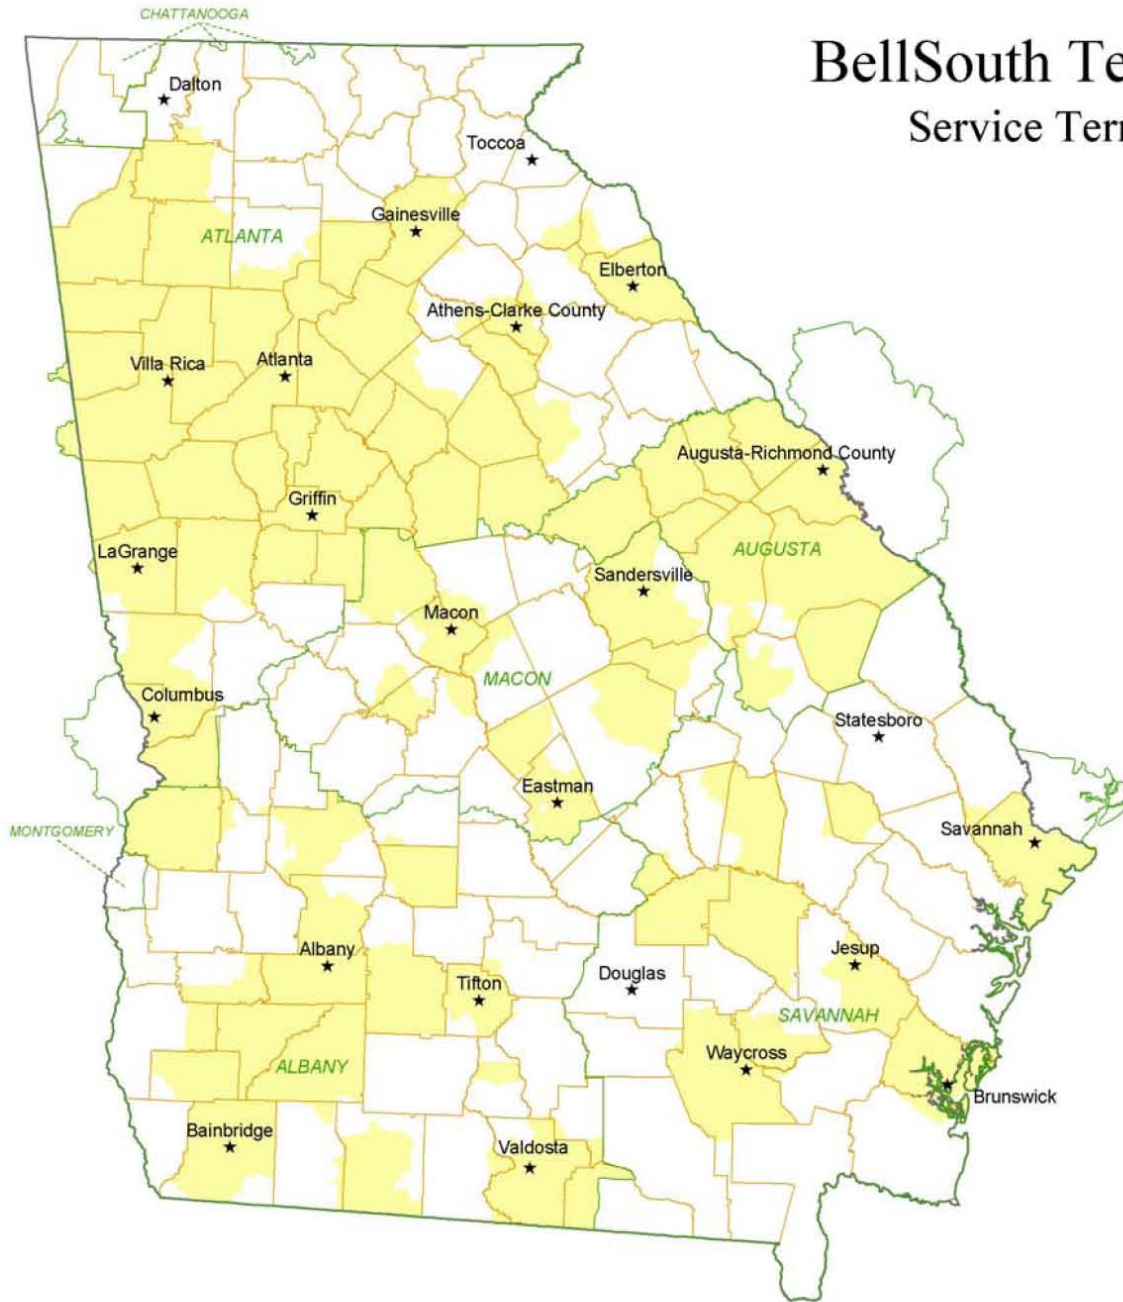 CHATTANOOGA
BellSouth Te
Service Terr
Dalton
Toccoa
Gainesville
ATLANTA
Elberton
Athens-Clarke County
Villa Rica
Atlanta
Augusta-Richmond County
Griffin
LaGrange
AUGUSTA
Sandersville
Macon
MACON
Columbus
Statesboro
Eastman
MONTGOMERY
Savannah
Albany
Jesup
Tifton
Douglas
SAVANNAH
Waycross
ALBANY
Brunswick
Bainbridge
Valdosta